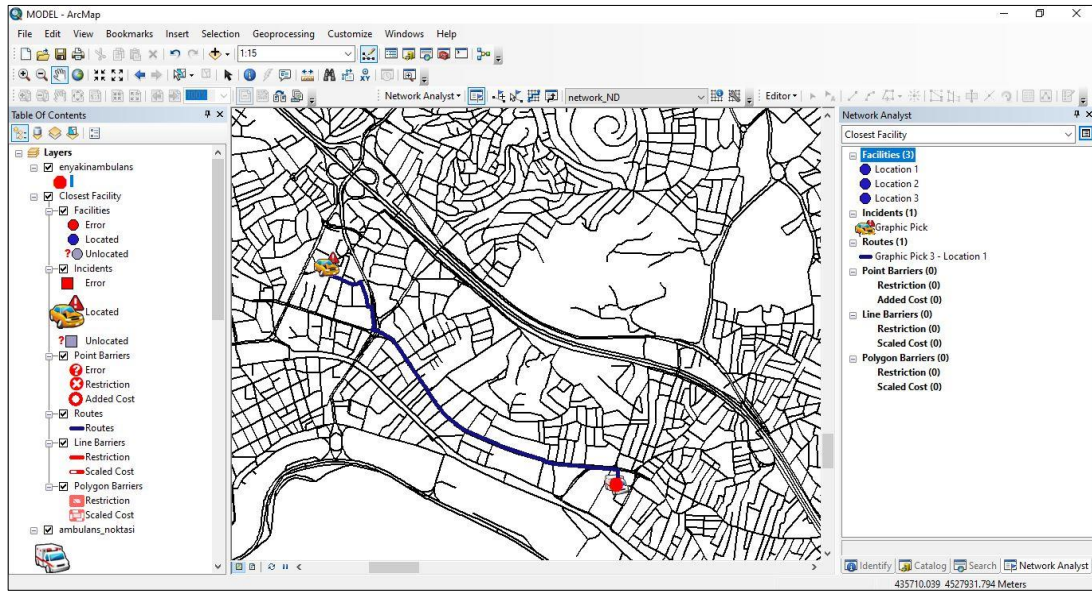 MODEL - ArcMap
File Edit View Bookmarks Insert Selection Geoprocessing Customize Windows Help
1:15
Network Analyst network_ND Editor
Table Of Contents
Layers
enyakinambulans
Closest Facility
Facilities
Error
Located
Unlocated
Incidents
Error
Located
Unlocated
Point Barriers
Error
Restriction
Added Cost
Routes
Routes
Line Barriers
Restriction
Scaled Cost
Polygon Barriers
Restriction
Scaled Cost
ambulans_noktasi
Network Analyst
Closest Facility
Facilities (3)
Location 1
Location 2
Location 3
Incidents (1)
Graphic Pick
Routes (1)
Graphic Pick 3 - Location 1
Point Barriers (0)
Restriction (0)
Added Cost (0)
Line Barriers (0)
Restriction (0)
Scaled Cost (0)
Polygon Barriers (0)
Restriction (0)
Scaled Cost (0)
Identify Catalog Search Network Analyst
435710.039 4527931.794 Meters